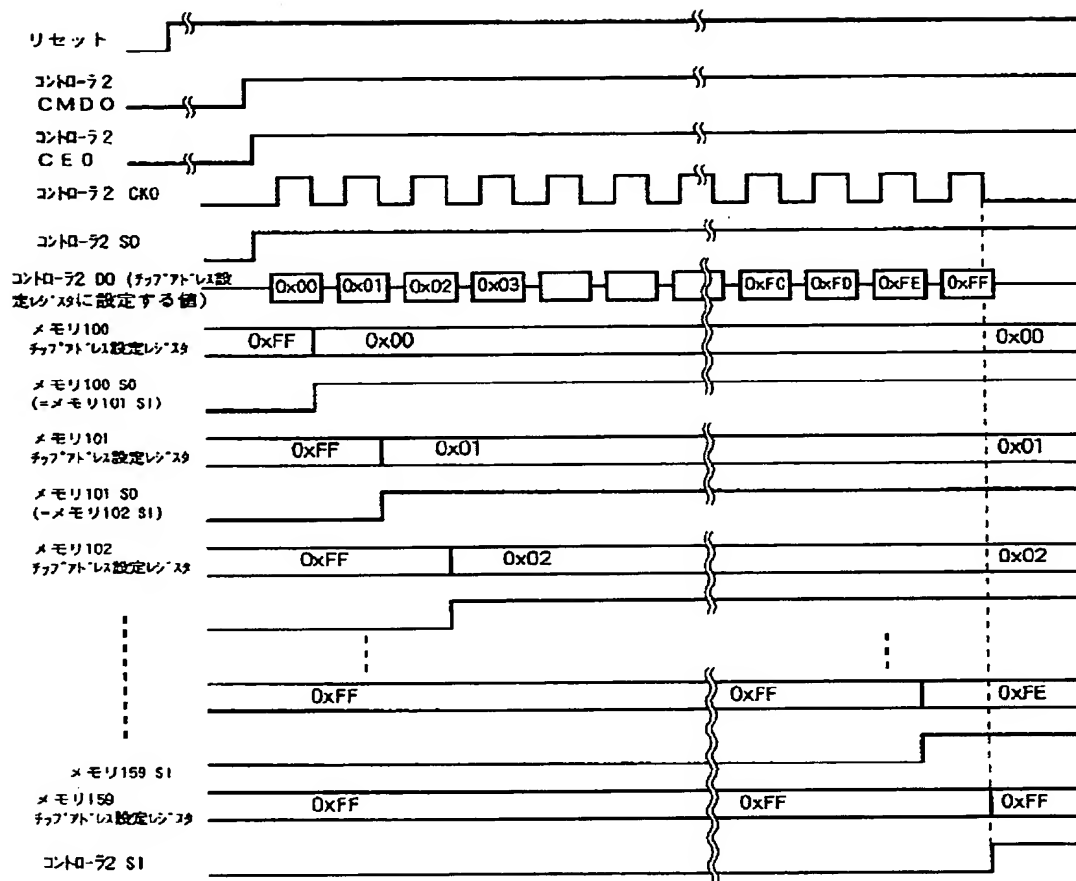 リセット
コントローラ2
CMD0
コントローラ2
CE0
コントローラ2 CK0
コントローラ2 SO
コントローラ2 DO (チップアドレス設
定レジスタに設定する値)
0x00 0x01 0x02 0x03 0xFC 0xFD 0xFE 0xFF
メモリ100
チップアドレス設定レジスタ
0xFF 0x00 0x00
メモリ100 SO
(=メモリ101 SI)
メモリ101
チップアドレス設定レジスタ
0xFF 0x01 0x01
メモリ101 SO
(=メモリ102 SI)
メモリ102
チップアドレス設定レジスタ
0xFF 0x02 0x02
0xFF 0xFF 0xFE
メモリ159 SI
メモリ159
チップアドレス設定レジスタ
0xFF 0xFF 0xFF
コントローラ2 SI